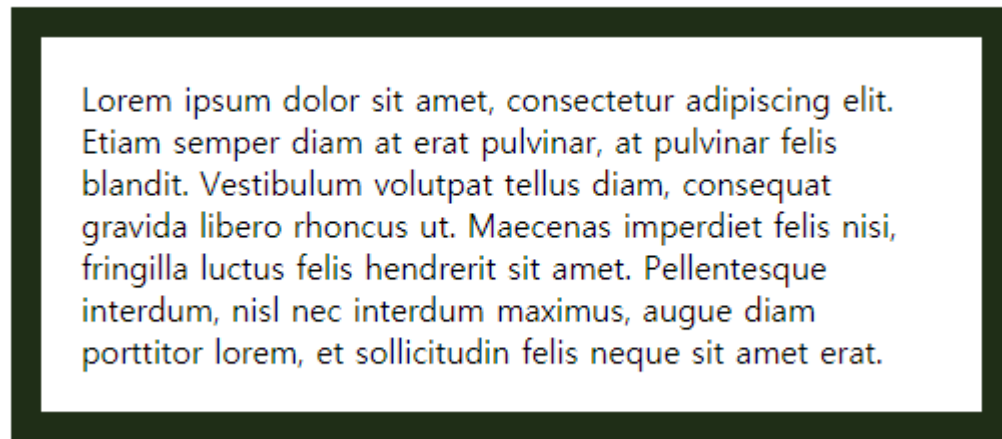 Lorem ipsum dolor sit amet, consectetur adipiscing elit.
Etiam semper diam at erat pulvinar, at pulvinar felis
blandit. Vestibulum volutpat tellus diam, consequat
gravida libero rhoncus ut. Maecenas imperdiet felis nisi,
fringilla luctus felis hendrerit sit amet. Pellentesque
interdum, nisl nec interdum maximus, augue diam
porttitor lorem, et sollicitudin felis neque sit amet erat.